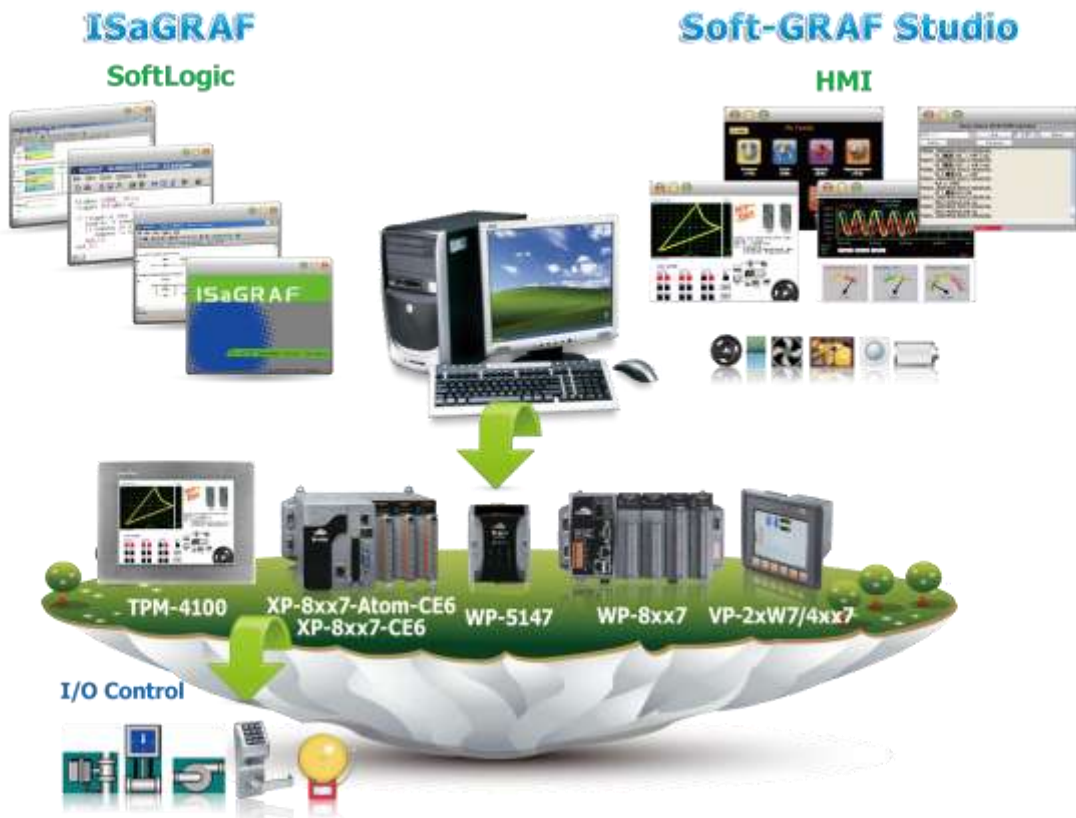 ISaGRAF
Soft-GRAF Studio
SoftLogic
HMI
ISaGRAF
TPM-4100
XP-8xx7-Atom-CE6
XP-8xx7-CE6
WP-5147
WP-8xx7
VP-2xW7/4xx7
I/O Control